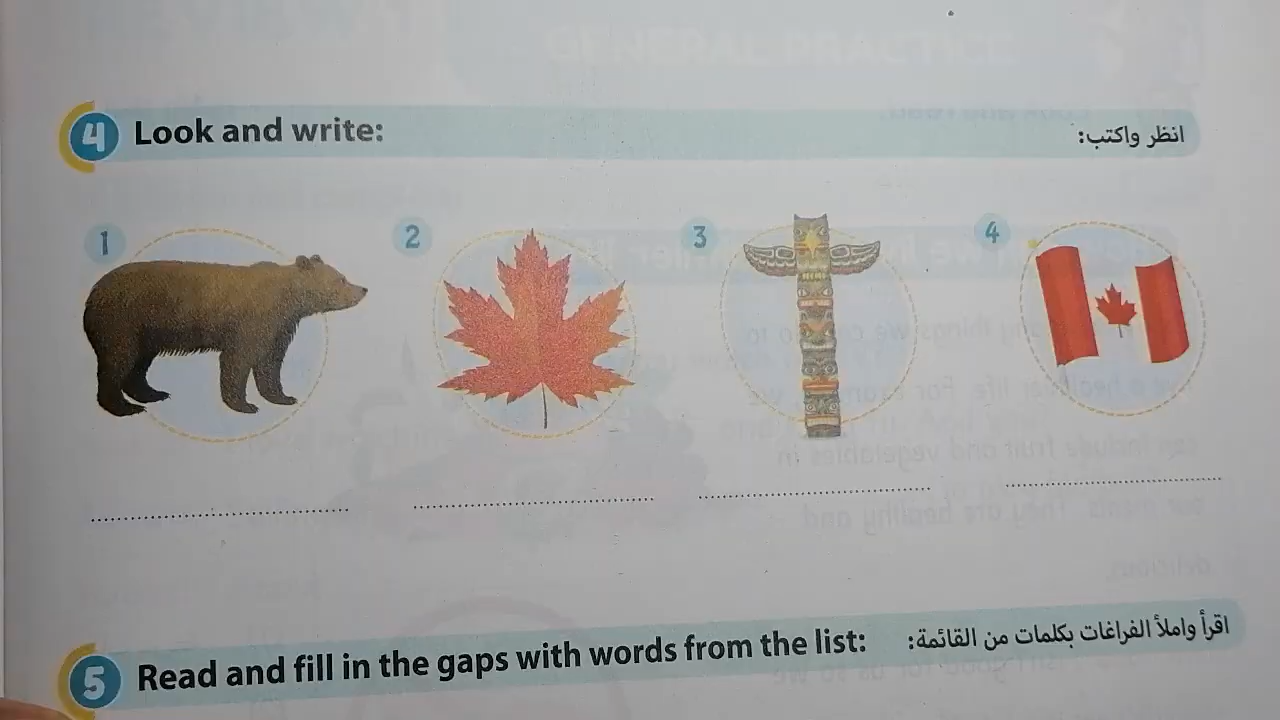 4 Look and write: انظر واكتب:
1 2 3 4
5 Read and fill in the gaps with words from the list: اقرأ واملأ الفراغات بكلمات من القائمة: